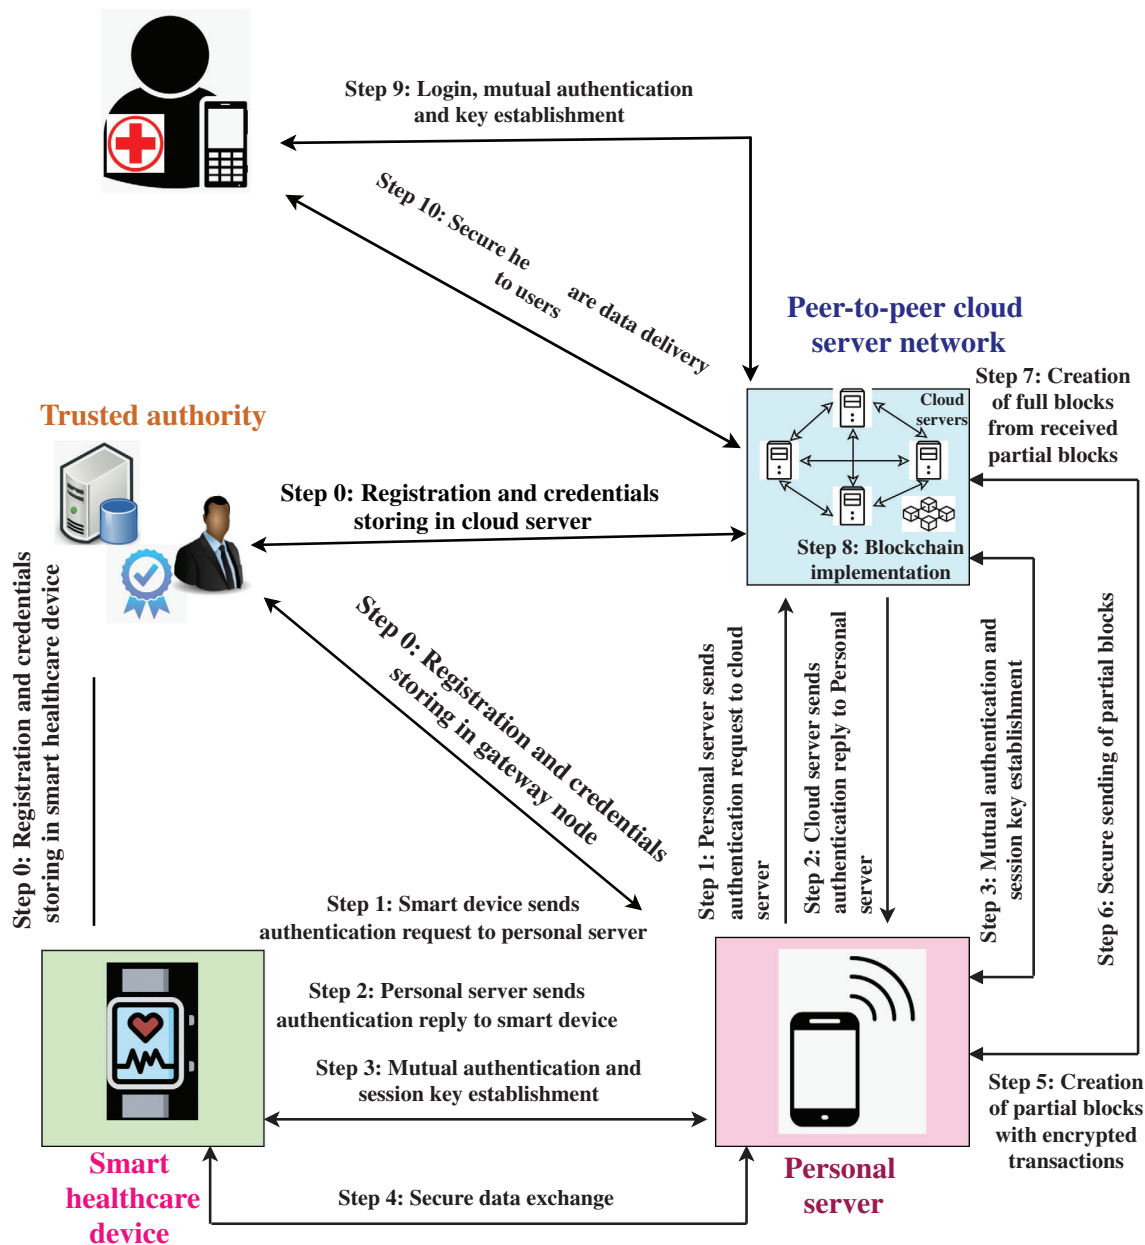 Step 9: Login, mutual authentication
and key establishment
Step 10: Secure he
are data delivery
to users
Peer-to-peer cloud
server network
Step 7: Creation
of full blocks
from received
partial blocks
Cloud
servers
Step 8: Blockchain
implementation
Trusted authority
Step 0: Registration and credentials
storing in cloud server
Step 0: Registration and credentials
storing in smart healthcare device
Step 0: Registration and credentials
storing in gateway node
Step 1: Personal server sends
authentication request to cloud
server
Step 2: Cloud server sends
authentication reply to Personal
server
Step 3: Mutual authentication and
session key establishment
Step 6: Secure sending of partial blocks
Step 1: Smart device sends
authentication request to personal server
Step 2: Personal server sends
authentication reply to smart device
Step 3: Mutual authentication and
session key establishment
Step 5: Creation
of partial blocks
with encrypted
transactions
Smart
healthcare
device
Step 4: Secure data exchange
Personal
server